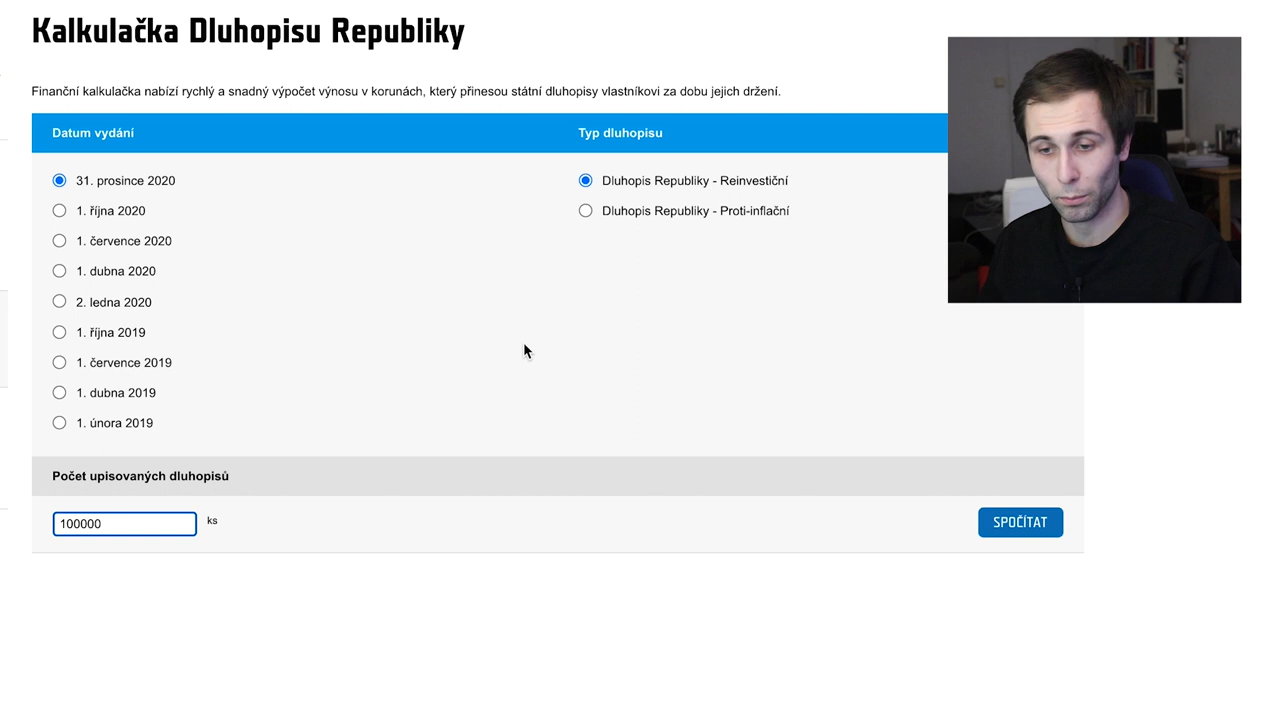 Kalkulačka Dluhopisu Republiky
Finanční kalkulačka nabízí rychlý a snadný výpočet výnosu v korunách, který přinesou státní dluhopisy vlastníkovi za dobu jejich držení.
Datum vydání
Typ dluhopisu
31. prosince 2020
Dluhopis Republiky - Reinvestiční
1. října 2020
Dluhopis Republiky - Proti-inflační
1. července 2020
1. dubna 2020
2. ledna 2020
1. října 2019
1. července 2019
1. dubna 2019
1. února 2019
Počet upisovaných dluhopisů
100000
ks
SPOČÍTAT